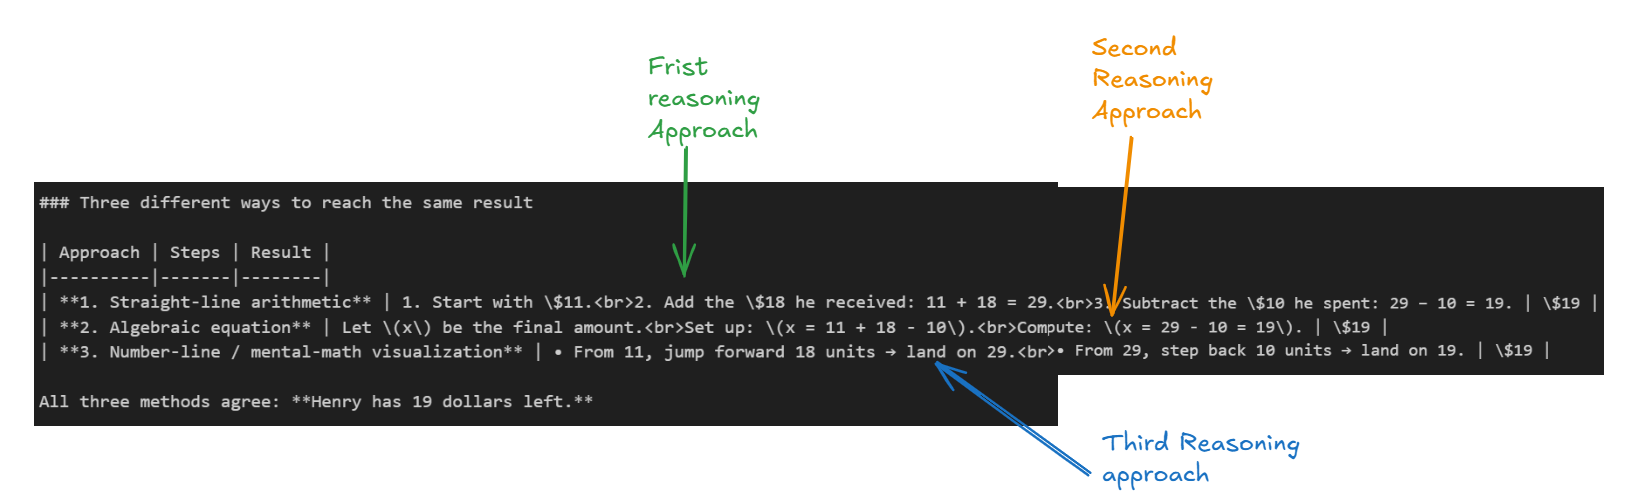 Frist
reasoning
Approach
Second
Reasoning
Approach
### Three different ways to reach the same result
| Approach | Steps | Result |
|----------|-------|--------|
| **1. Straight-line arithmetic** | 1. Start with \$11.<br>2. Add the \$18 he received: 11 + 18 = 29.<br>3. Subtract the \$10 he spent: 29 – 10 = 19. | \$19 |
| **2. Algebraic equation** | Let \(x\) be the final amount.<br>Set up: \(x = 11 + 18 - 10\).<br>Compute: \(x = 29 - 10 = 19\). | \$19 |
| **3. Number-line / mental-math visualization** | • From 11, jump forward 18 units → land on 29.<br>• From 29, step back 10 units → land on 19. | \$19 |
All three methods agree: **Henry has 19 dollars left.**
Third Reasoning
approach